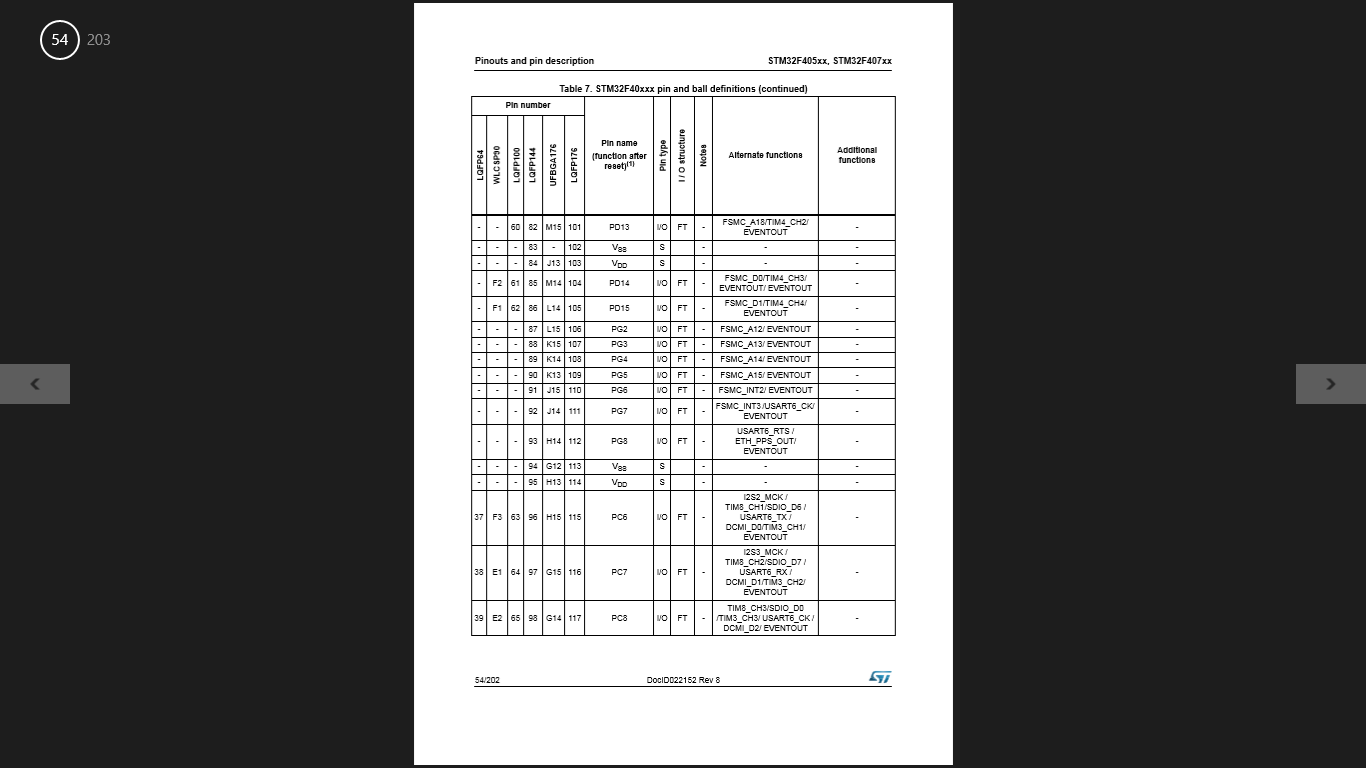 54 203
Pinouts and pin description STM32F405xx, STM32F407xx
Table 7. STM32F40xxx pin and ball definitions (continued)
Pin number
LQFP64 WLCSP90 LQFP100 LQFP144 UFBGA176 LQFP176 Pin name (function after reset)(1) Pin type I / O structure Notes Alternate functions Additional functions
- - 60 82 M15 101 PD13 I/O FT - FSMC_A18/TIM4_CH2/ EVENTOUT -
- - - 83 - 102 VSS S - - -
- - - 84 J13 103 VDD S - - -
- F2 61 85 M14 104 PD14 I/O FT - FSMC_D0/TIM4_CH3/ EVENTOUT/ EVENTOUT -
- F1 62 86 L14 105 PD15 I/O FT - FSMC_D1/TIM4_CH4/ EVENTOUT -
- - - 87 L15 106 PG2 I/O FT - FSMC_A12/ EVENTOUT -
- - - 88 K15 107 PG3 I/O FT - FSMC_A13/ EVENTOUT -
- - - 89 K14 108 PG4 I/O FT - FSMC_A14/ EVENTOUT -
- - - 90 K13 109 PG5 I/O FT - FSMC_A15/ EVENTOUT -
- - - 91 J15 110 PG6 I/O FT - FSMC_INT2/ EVENTOUT -
- - - 92 J14 111 PG7 I/O FT - FSMC_INT3 /USART6_CK/ EVENTOUT -
- - - 93 H14 112 PG8 I/O FT - USART6_RTS / ETH_PPS_OUT/ EVENTOUT -
- - - 94 G12 113 VSS S - - -
- - - 95 H13 114 VDD S - - -
37 F3 63 96 H15 115 PC6 I/O FT - I2S2_MCK / TIM8_CH1/SDIO_D6 / USART6_TX / DCMI_D0/TIM3_CH1/ EVENTOUT -
38 E1 64 97 G15 116 PC7 I/O FT - I2S3_MCK / TIM8_CH2/SDIO_D7 / USART6_RX / DCMI_D1/TIM3_CH2/ EVENTOUT -
39 E2 65 98 G14 117 PC8 I/O FT - TIM8_CH3/SDIO_D0 /TIM3_CH3/ USART6_CK / DCMI_D2/ EVENTOUT -
54/202 DocID022152 Rev 8 ST